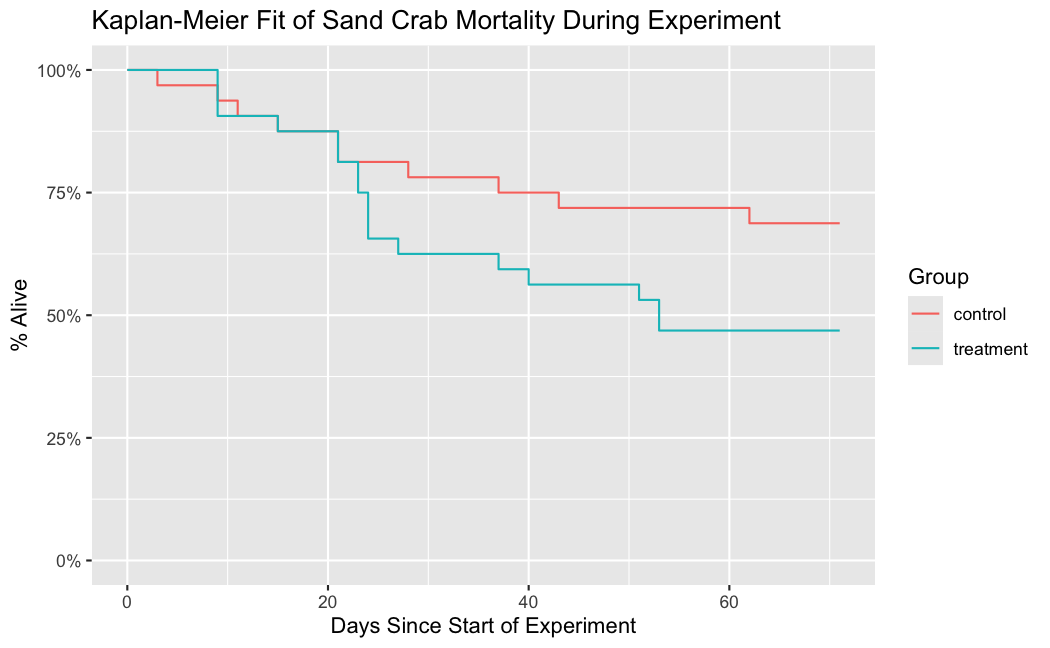 Kaplan-Meier Fit of Sand Crab Mortality During Experiment
100%
75%
50%
25%
0%
% Alive
0 20 40 60
Days Since Start of Experiment
Group
control
treatment